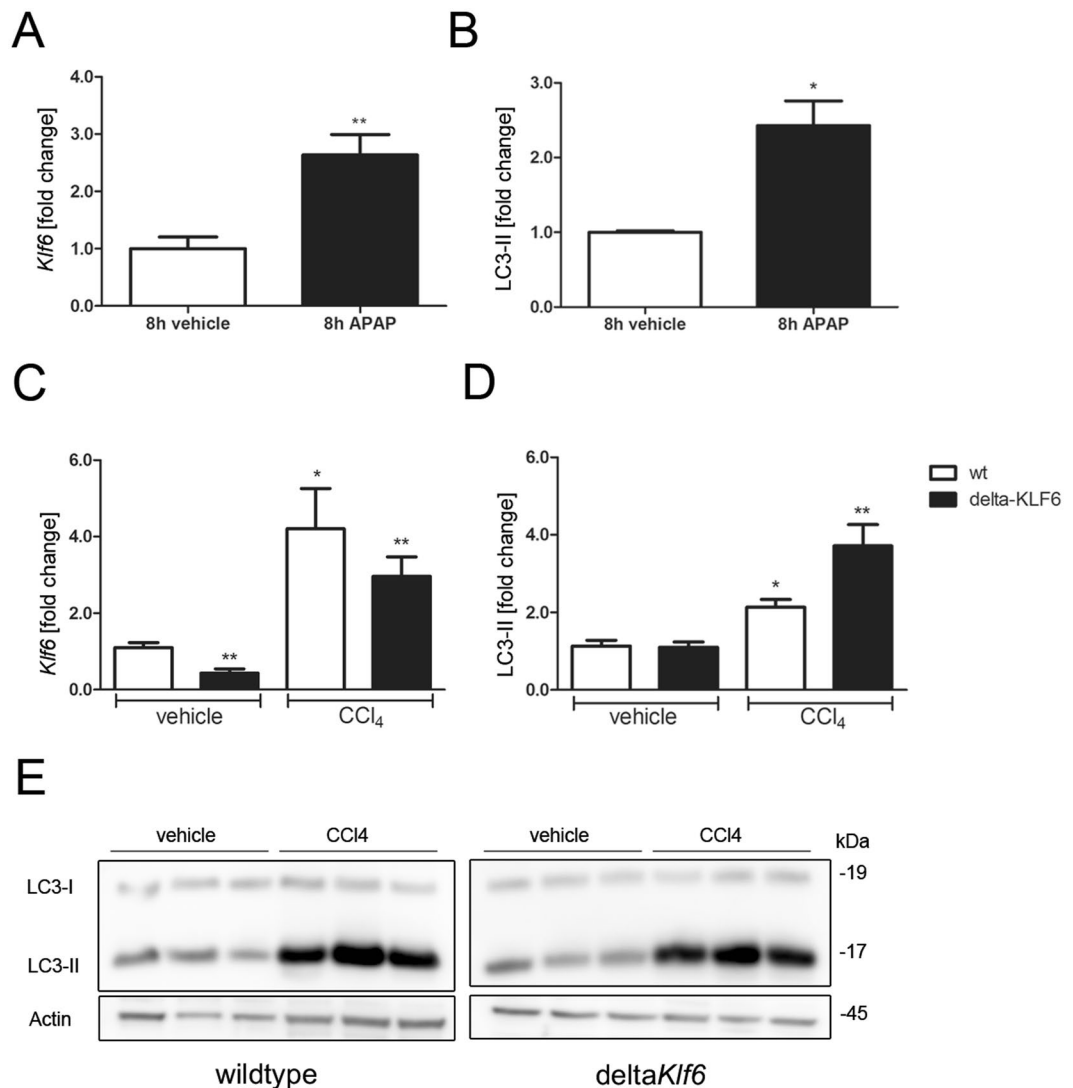 A
Klf6 [fold change]
4.0
3.0
2.0
1.0
0.0
**
8h vehicle 8h APAP
B
LC3-II [fold change]
3.0
2.0
1.0
0.0
*
8h vehicle 8h APAP
C
Klf6 [fold change]
6.0
4.0
2.0
0.0
** * **
vehicle CCl₄
D
LC3-II [fold change]
6.0
4.0
2.0
0.0
* **
vehicle CCl₄
wt
delta-KLF6
E
vehicle CCl4 vehicle CCl4 kDa
LC3-I -19
LC3-II -17
Actin -45
wildtype deltaKlf6